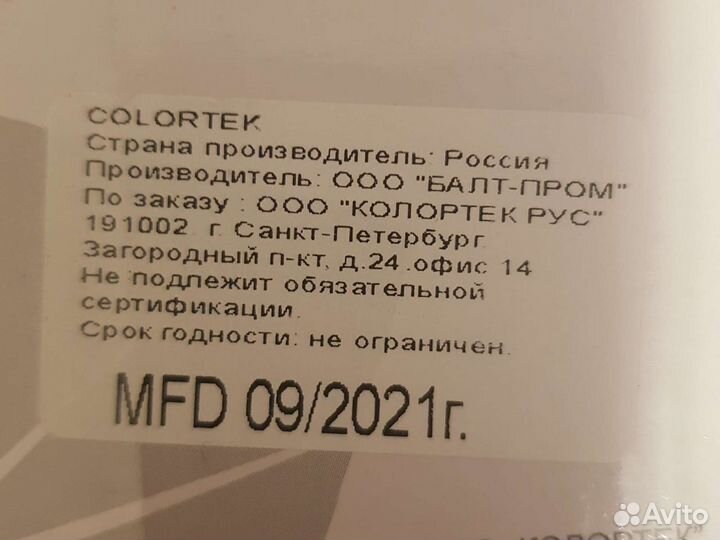 COLORTEK
Страна производитель: Россия
Производитель: ООО "БАЛТ-ПРОМ"
По заказу : ООО "КОЛОРТЕК РУС"
191002 г. Санкт-Петербург
Загородный п-кт, д.24 .офис 14
Не подлежит обязательной
сертификации.
Срок годности: не ограничен.
MFD 09/2021г.
Avito